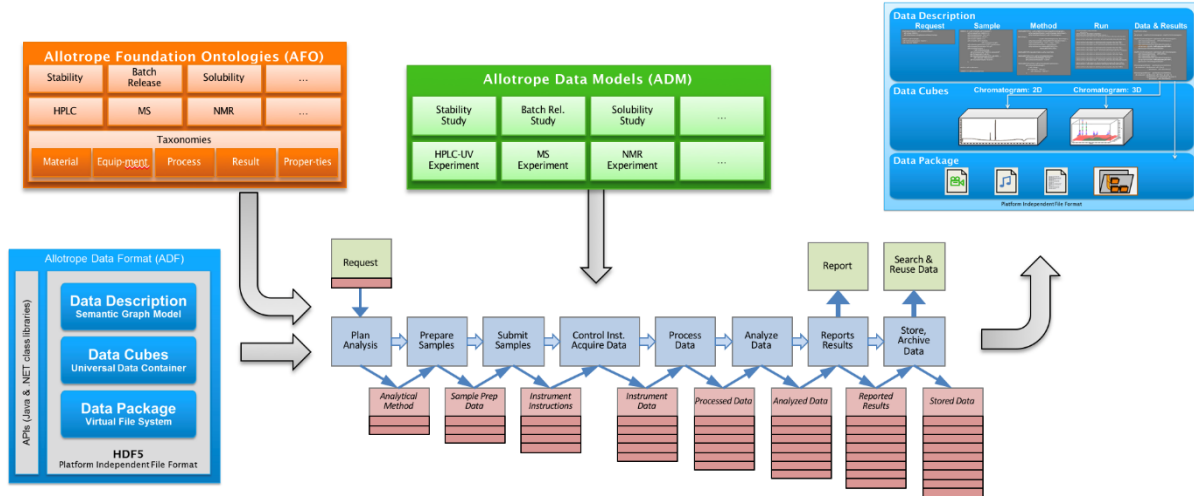 Allotrope Foundation Ontologies (AFO)
Stability
Batch
Release
Solubility
...
HPLC
MS
NMR
...
Taxonomies
Material
Equip-ment
Process
Result
Proper-ties
Allotrope Data Models (ADM)
Stability
Study
Batch Rel.
Study
Solubility
Study
...
HPLC-UV
Experiment
MS
Experiment
NMR
Experiment
...
Data Description
Request
Sample
Method
Run
Data & Results
Data Cubes
Chromatogram: 2D
Chromatogram: 3D
Data Package
Platform Independent File Format
Allotrope Data Format (ADF)
APIs (Java & .NET class libraries)
Data Description
Semantic Graph Model
Data Cubes
Universal Data Container
Data Package
Virtual File System
HDF5
Platform Independent File Format
Request
Report
Search &
Reuse Data
Plan
Analysis
Prepare
Samples
Submit
Samples
Control Inst.
Acquire Data
Process
Data
Analyze
Data
Reports
Results
Store,
Archive
Data
Analytical
Method
Sample Prep
Data
Instrument
Instructions
Instrument
Data
Processed Data
Analyzed Data
Reported
Results
Stored Data